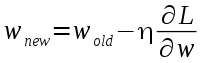 w_new = w_old − η ∂L/∂w